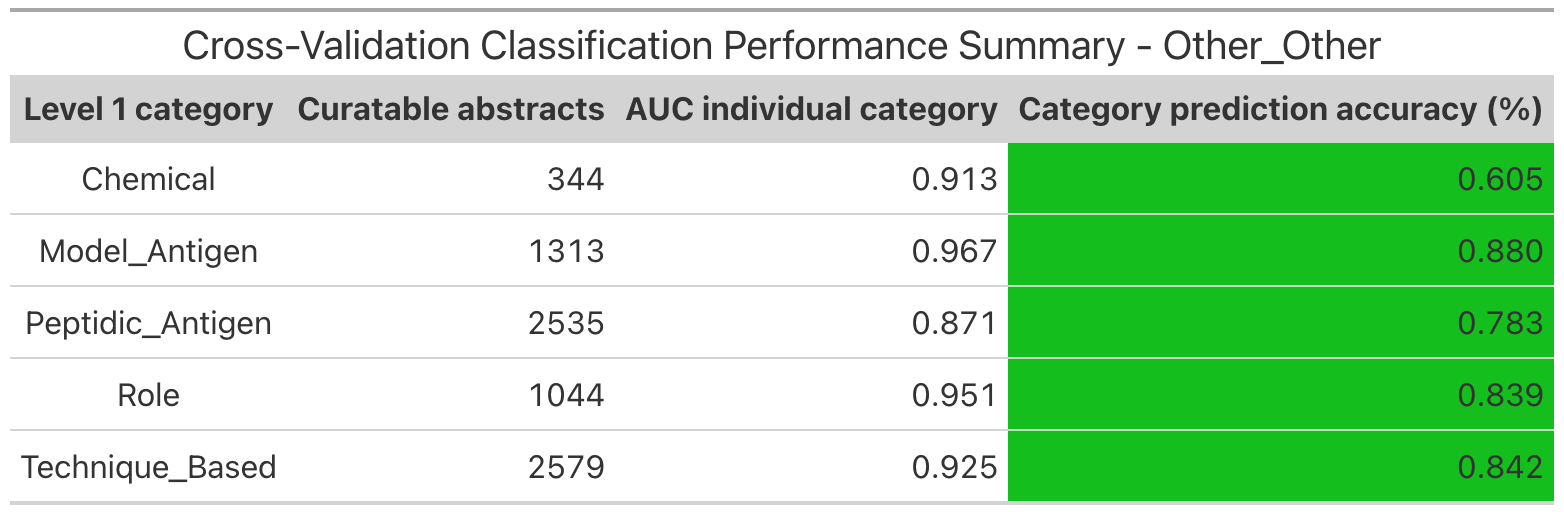 Cross-Validation Classification Performance Summary - Other_Other
Level 1 category Curatable abstracts AUC individual category Category prediction accuracy (%)
Chemical 344 0.913 0.605
Model_Antigen 1313 0.967 0.880
Peptidic_Antigen 2535 0.871 0.783
Role 1044 0.951 0.839
Technique_Based 2579 0.925 0.842